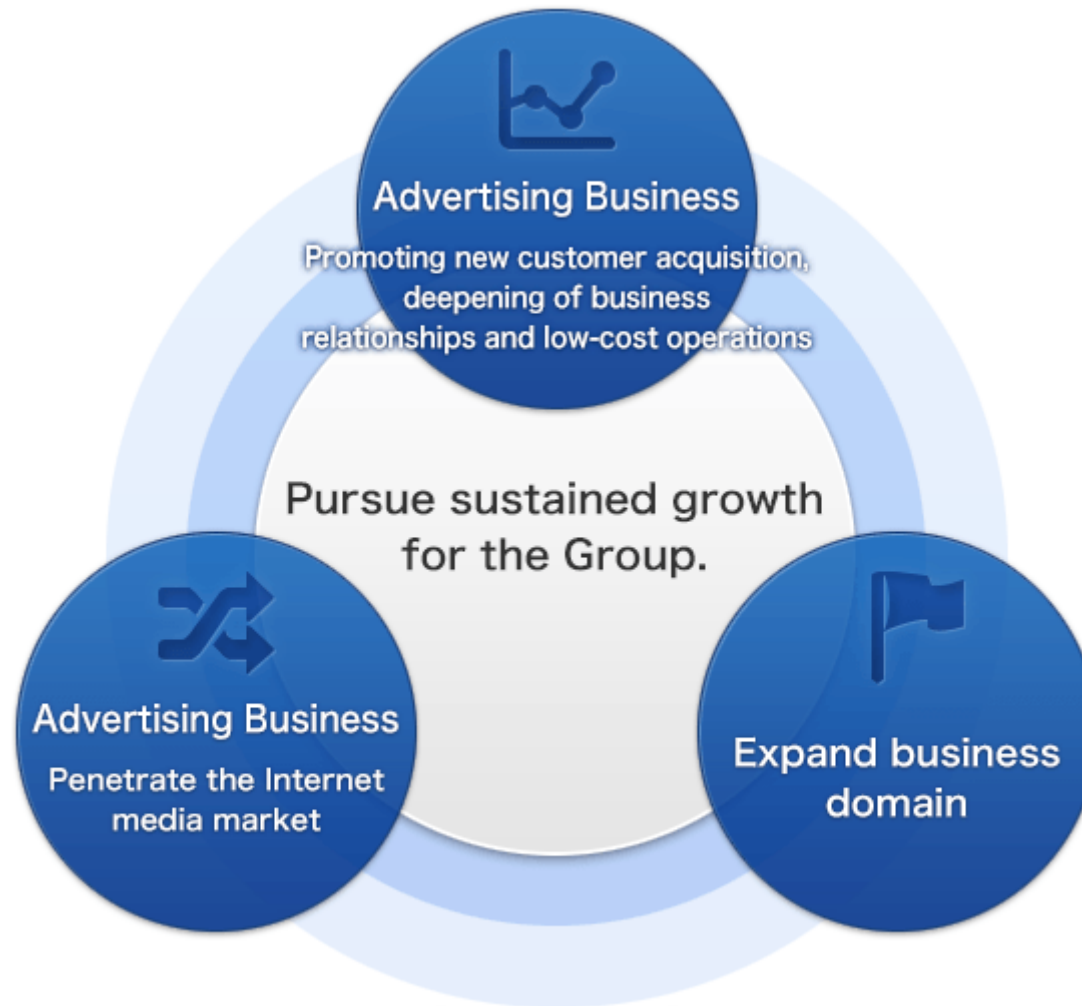 Advertising Business
Promoting new customer acquisition,
deepening of business
relationships and low-cost operations
Pursue sustained growth
for the Group.
Advertising Business
Penetrate the Internet
media market
Expand business
domain